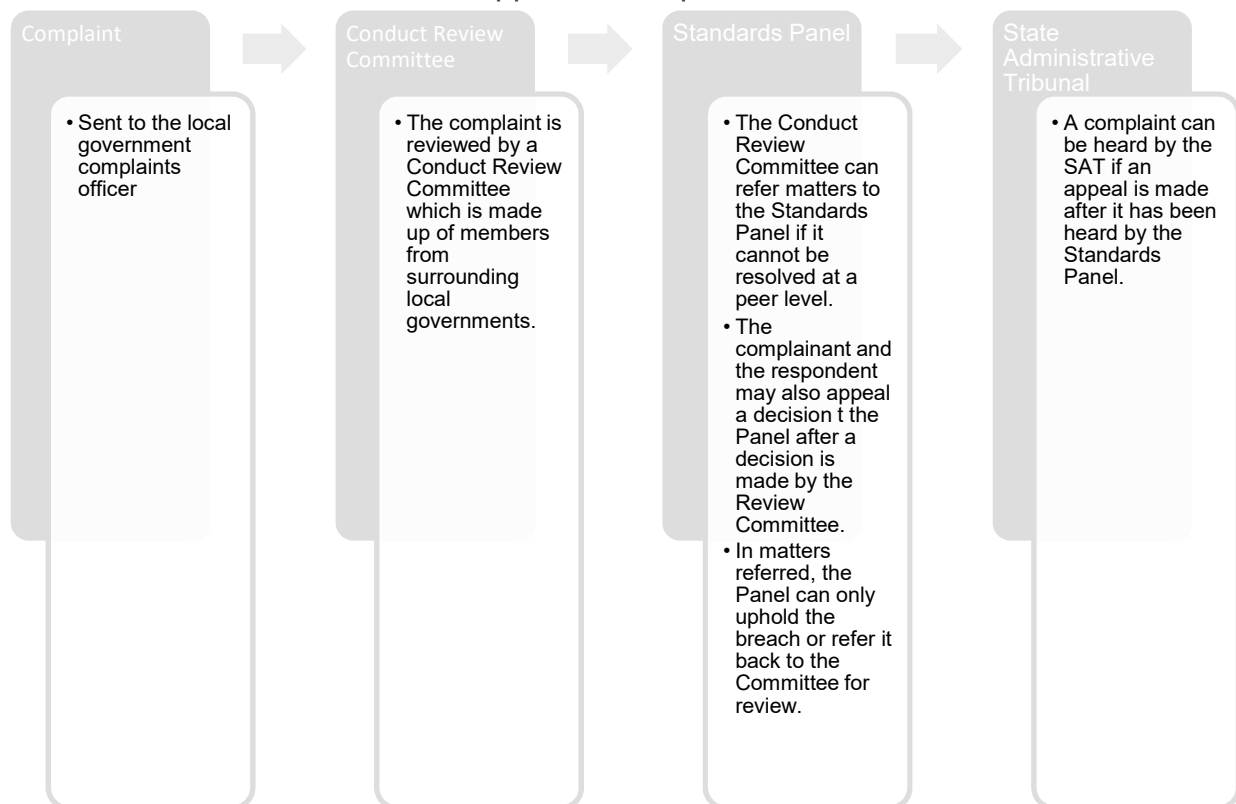 Complaint
• Sent to the local
government
complaints
officer
Conduct Review
Committee
• The complaint is
reviewed by a
Conduct Review
Committee
which is made
up of members
from
surrounding
local
governments.
Standards Panel
• The Conduct
Review
Committee can
refer matters to
the Standards
Panel if it
cannot be
resolved at a
peer level.
• The
complainant and
the respondent
may also appeal
a decision t the
Panel after a
decision is
made by the
Review
Committee.
• In matters
referred, the
Panel can only
uphold the
breach or refer it
back to the
Committee for
review.
State
Administrative
Tribunal
• A complaint can
be heard by the
SAT if an
appeal is made
after it has been
heard by the
Standards
Panel.